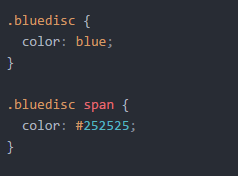 .bluedisc {
  color: blue;
}

.bluedisc span {
  color: #252525;
}